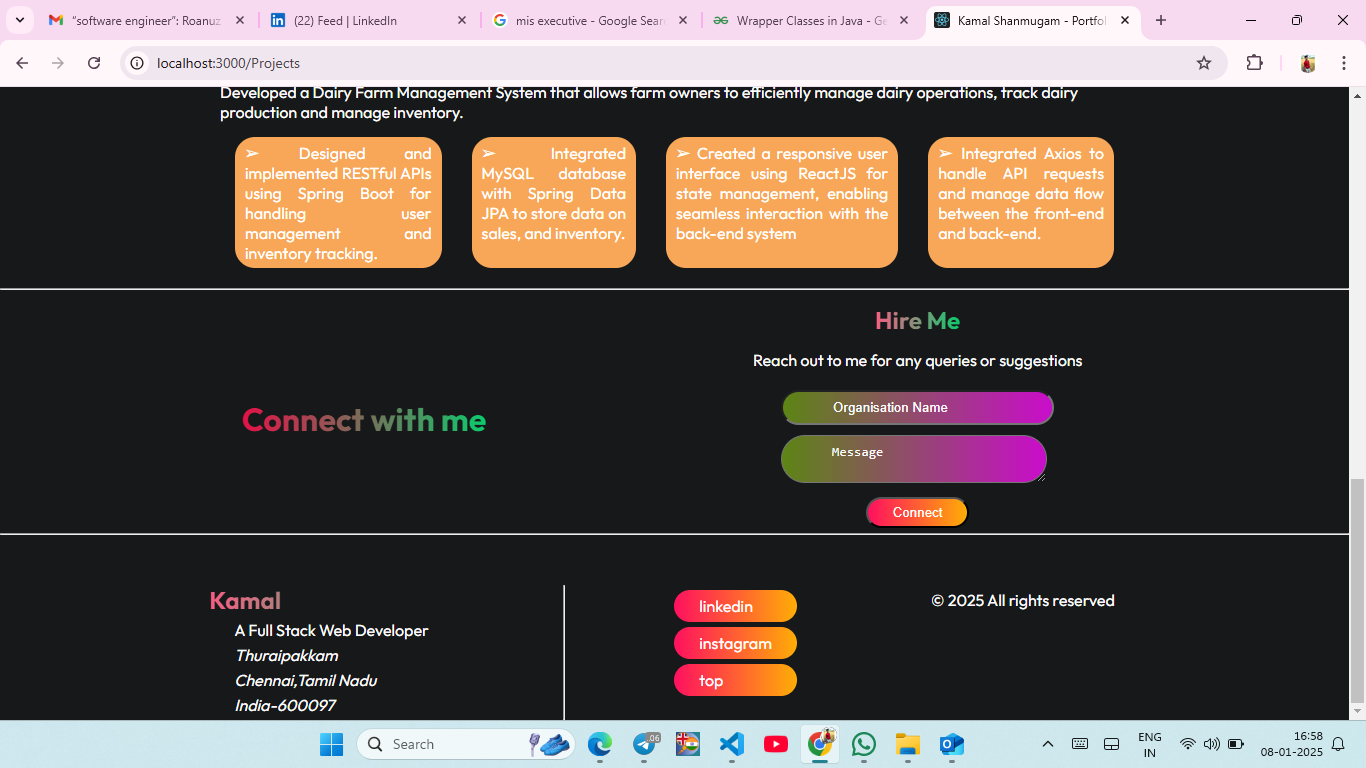 “software engineer”: Roanuz
(22) Feed | LinkedIn
mis executive - Google Sear
Wrapper Classes in Java - Ge
Kamal Shanmugam - Portfol
localhost:3000/Projects
Developed a Dairy Farm Management System that allows farm owners to efficiently manage dairy operations, track dairy
production and manage inventory.
➢ Designed and
implemented RESTful APIs
using Spring Boot for
handling user
management and
inventory tracking.
➢ Integrated
MySQL database
with Spring Data
JPA to store data on
sales, and inventory.
➢ Created a responsive user
interface using ReactJS for
state management, enabling
seamless interaction with the
back-end system
➢ Integrated Axios to
handle API requests
and manage data flow
between the front-end
and back-end.
Connect with me
Hire Me
Reach out to me for any queries or suggestions
Organisation Name
Message
Connect
Kamal
A Full Stack Web Developer
Thuraipakkam
Chennai,Tamil Nadu
India-600097
linkedin
instagram
top
© 2025 All rights reserved
Search
.06
ENG
IN
16:58
08-01-2025